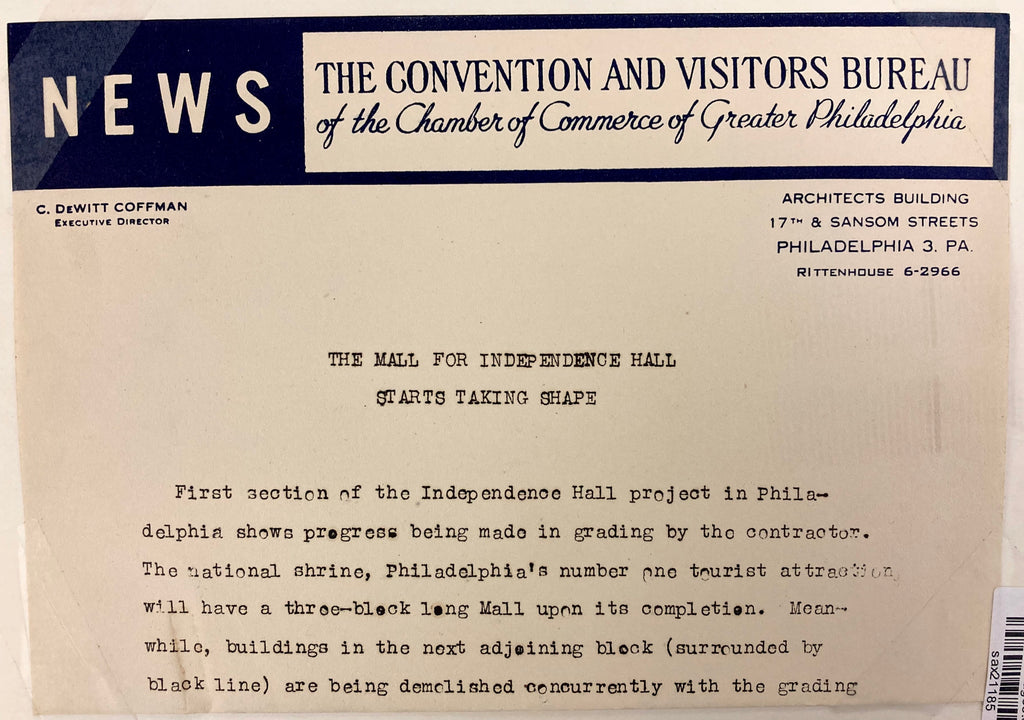 NEWS
THE CONVENTION AND VISITORS BUREAU
of the Chamber of Commerce of Greater Philadelphia
C. DEWITT COFFMAN
EXECUTIVE DIRECTOR
ARCHITECTS BUILDING
17TH & SANSOM STREETS
PHILADELPHIA 3. PA.
RITTENHOUSE 6-2966
THE MALL FOR INDEPENDENCE HALL
STARTS TAKING SHAPE
First section of the Independence Hall project in Phila-
delphia shows progress being made in grading by the contractor.
The national shrine, Philadelphia's number one tourist attraction,
will have a three-block long Mall upon its completion. Mean-
while, buildings in the next adjoining block (surrounded by
black line) are being demolished concurrently with the grading
sax21185